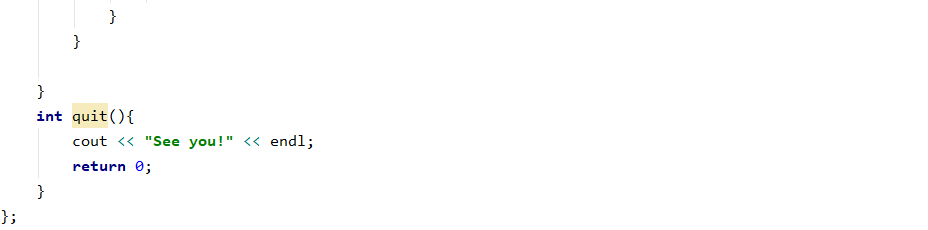 }
}
}
int quit(){
cout << "See you!" << endl;
return 0;
}
};